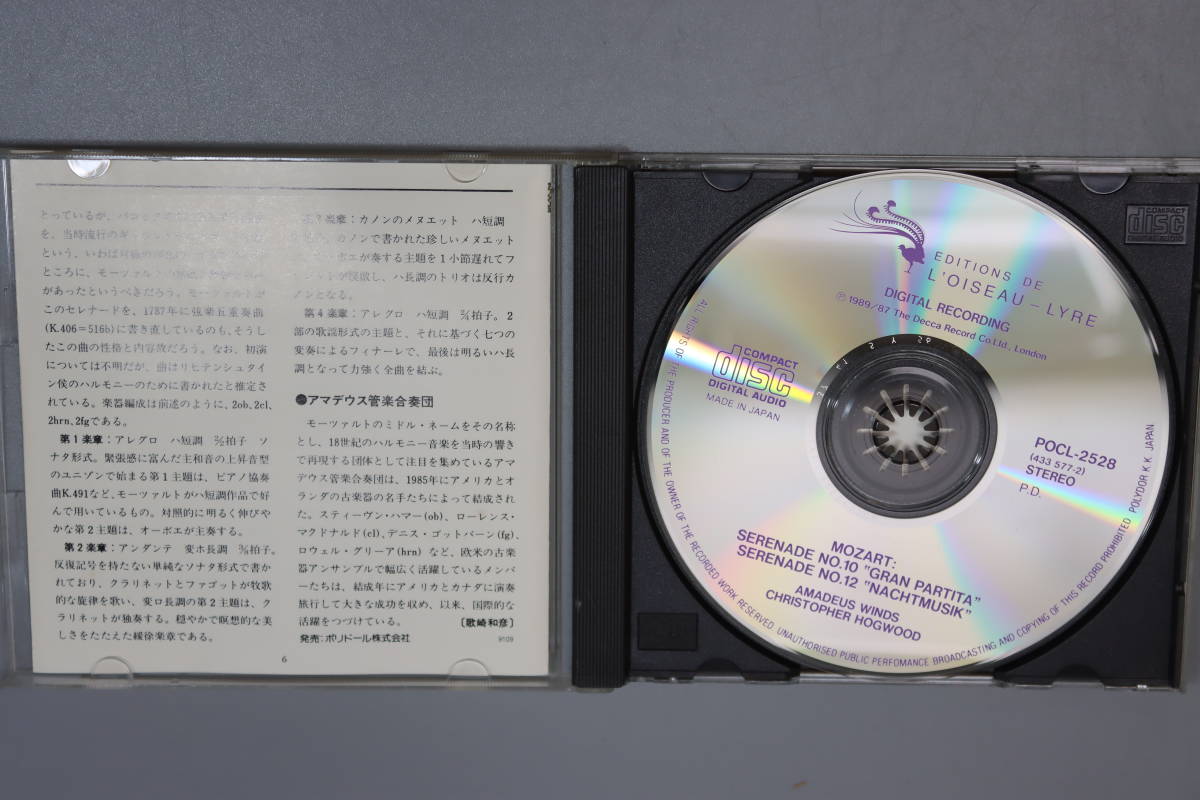 とっているが、
を、当時流行の
という、いわば
ところに、モーツァルトの
があったというべきだろう。モーツァルトが
このセレナードを、1787年に弦楽五重奏曲
(K.406=516b)に書き直しているのも、そうし
たこの曲の性格と内容故だろう。なお、初演
については不明だが、曲はリヒテンシュタイ
ン侯のハルモニーのために書かれたと推定さ
れている。楽器編成は前述のように、2ob,2cl,
2hrn,2fgである。
第1楽章：アレグロ ハ短調 拍子 ソ
ナタ形式。緊張感に富んだ主和音の上昇音型
のユニゾンで始まる第1主題は、ピアノ協奏
曲K.491など、モーツァルトがハ短調作品で好
んで用いているもの。対照的に明るく伸びや
かな第2主題は、オーボエが主奏する。
第2楽章：アンダンテ 変ホ長調 拍子。
反復記号を持たない単純なソナタ形式で書か
れており、クラリネットとファゴットが牧歌
的な旋律を歌い、変ロ長調の第2主題は、ク
ラリネットが独奏する。穏やかで瞑想的な美
しさをたたえた緩徐楽章である。
楽章：カノンのメヌエット ハ短調
カノンで書かれた珍しいメヌエット
ボエが奏する主題を1小節遅れてフ
が模倣し、ハ長調のトリオは反行カ
ノンとなる。
第4楽章：アレグロ ハ短調 拍子。2
部の歌謡形式の主題と、それに基づく七つの
変奏によるフィナーレで、最後は明るいハ長
調となって力強く全曲を結ぶ。
●アマデウス管楽合奏団
モーツァルトのミドル・ネームをその名称
とし、18世紀のハルモニー音楽を当時の響き
で再現する団体として注目を集めているアマ
デウス管楽合奏団は、1985年にアメリカとオ
ランダの古楽器の名手たちによって結成され
た。スティーヴン・ハマー(ob)、ローレンス・
マクドナルド(cl)、デニス・ゴットバーン(fg)、
ロウェル・グリーア(hrn)など、欧米の古楽
器アンサンブルで幅広く活躍しているメンバ
ーたちは、結成年にアメリカとカナダに演奏
旅行して大きな成功を収め、以来、国際的な
活躍をつづけている。 〔歌崎和彦〕
発売：ポリドール株式会社 9109
6
EDITIONS DE
L'OISEAU-LYRE
DIGITAL RECORDING
℗ 1989/87 The Decca Record Co.Ltd., London
COMPACT
disc
DIGITAL AUDIO
MADE IN JAPAN
POCL-2528
(433 577-2)
STEREO
P.D.
MOZART:
SERENADE NO.10 "GRAN PARTITA"
SERENADE NO.12 "NACHTMUSIK"
AMADEUS WINDS
CHRISTOPHER HOGWOOD
ALL RIGHTS OF THE PRODUCER AND OF THE OWNER OF THE RECORDED WORK RESERVED. UNAUTHORISED PUBLIC PERFOMANCE BROADCASTING AND COPYING OF THIS RECORD PROHIBITED POLYDOR K.K. JAPAN
COMPACT
disc